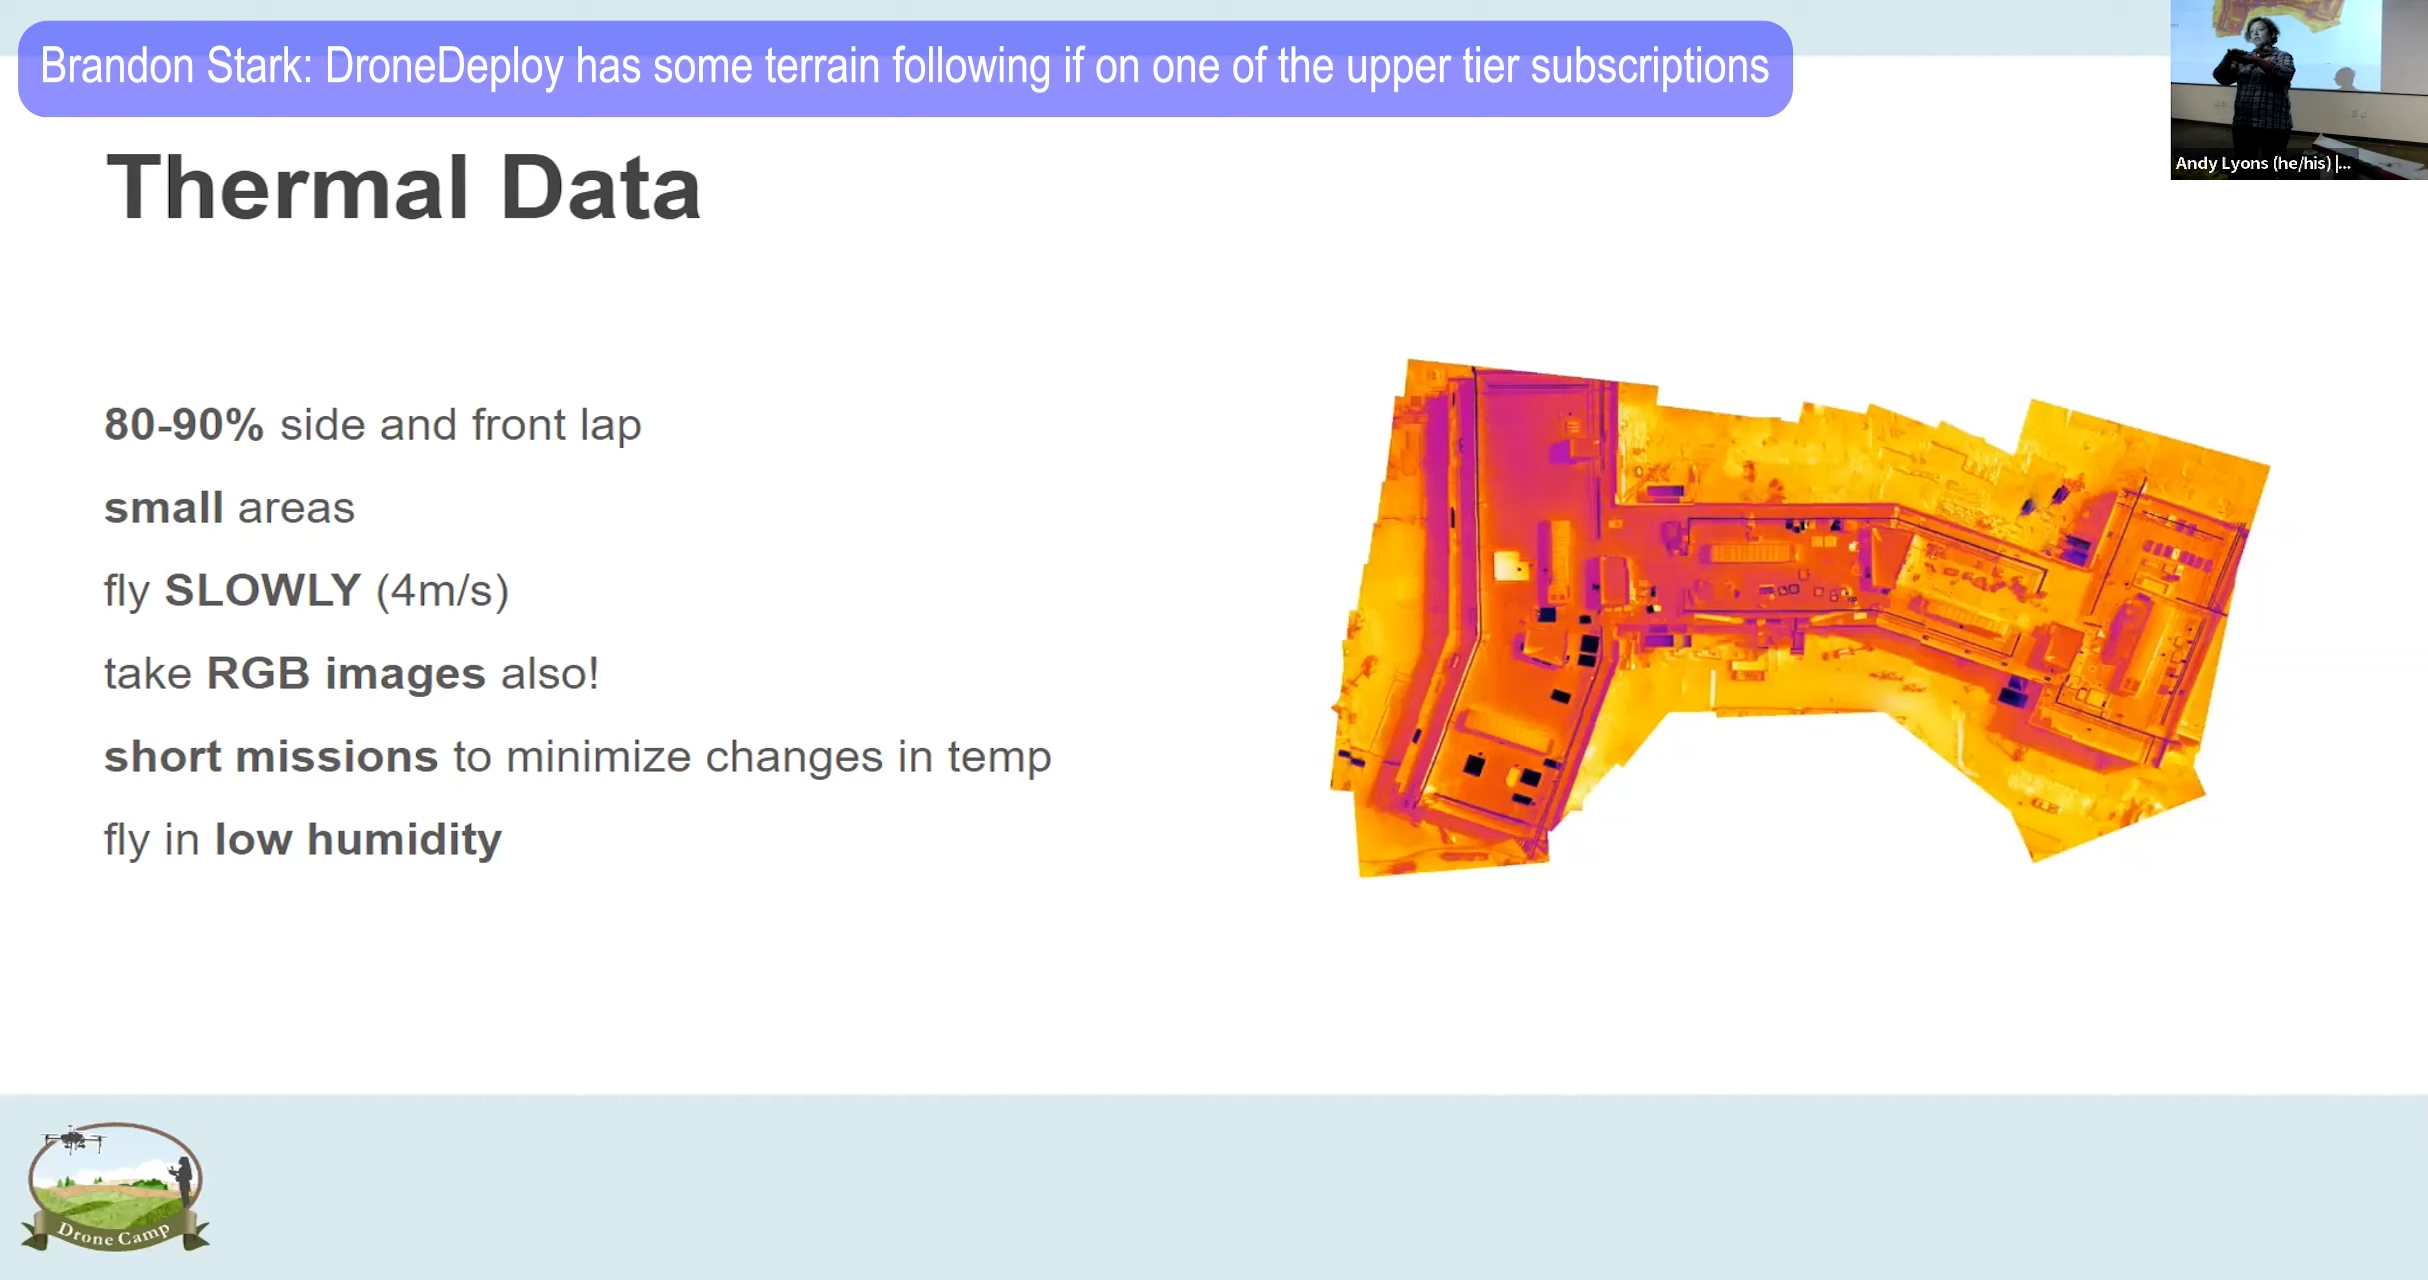 Brandon Stark: DroneDeploy has some terrain following if on one of the upper tier subscriptions
Andy Lyons (he/his) |...
Thermal Data
80-90% side and front lap
small areas
fly SLOWLY (4m/s)
take RGB images also!
short missions to minimize changes in temp
fly in low humidity
Drone Camp